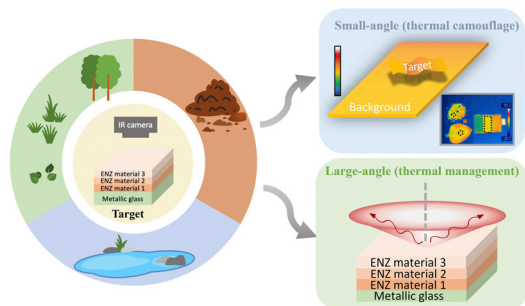 IR camera
ENZ material 3
ENZ material 2
ENZ material 1
Metallic glass
Target
Small-angle (thermal camouflage)
Target
Background
Large-angle (thermal management)
ENZ material 3
ENZ material 2
ENZ material 1
Metallic glass